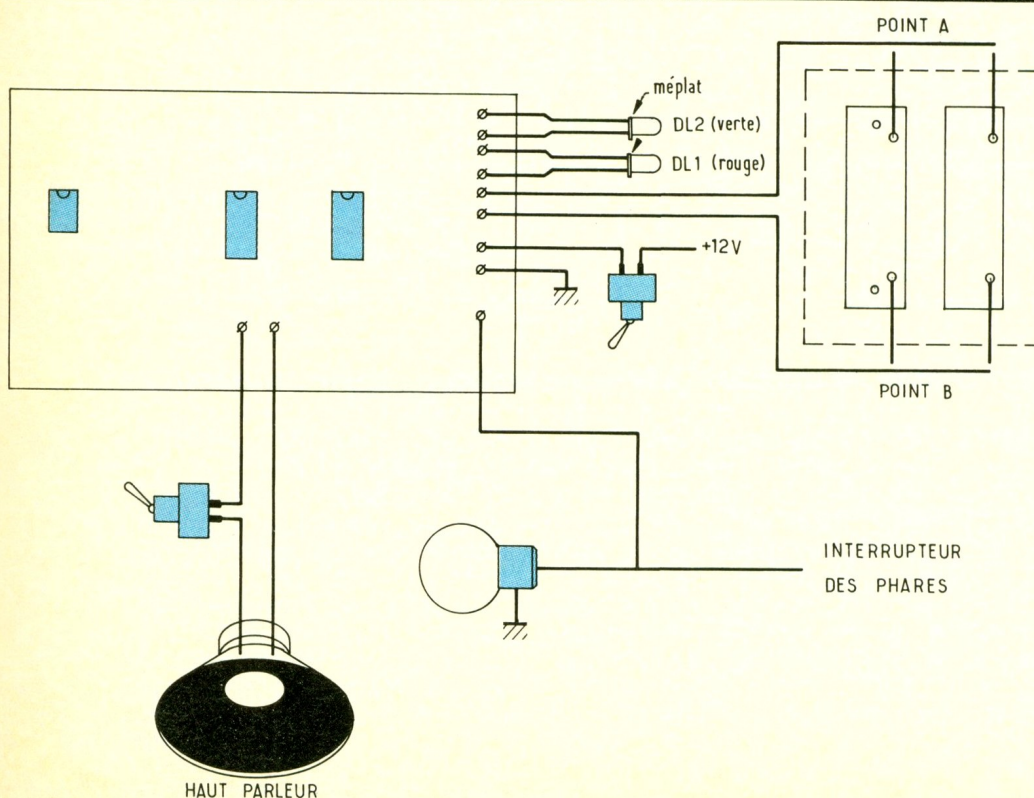 POINT A
méplat
DL2 (verte)
DL1 (rouge)
+12V
POINT B
INTERRUPTEUR
DES PHARES
HAUT PARLEUR